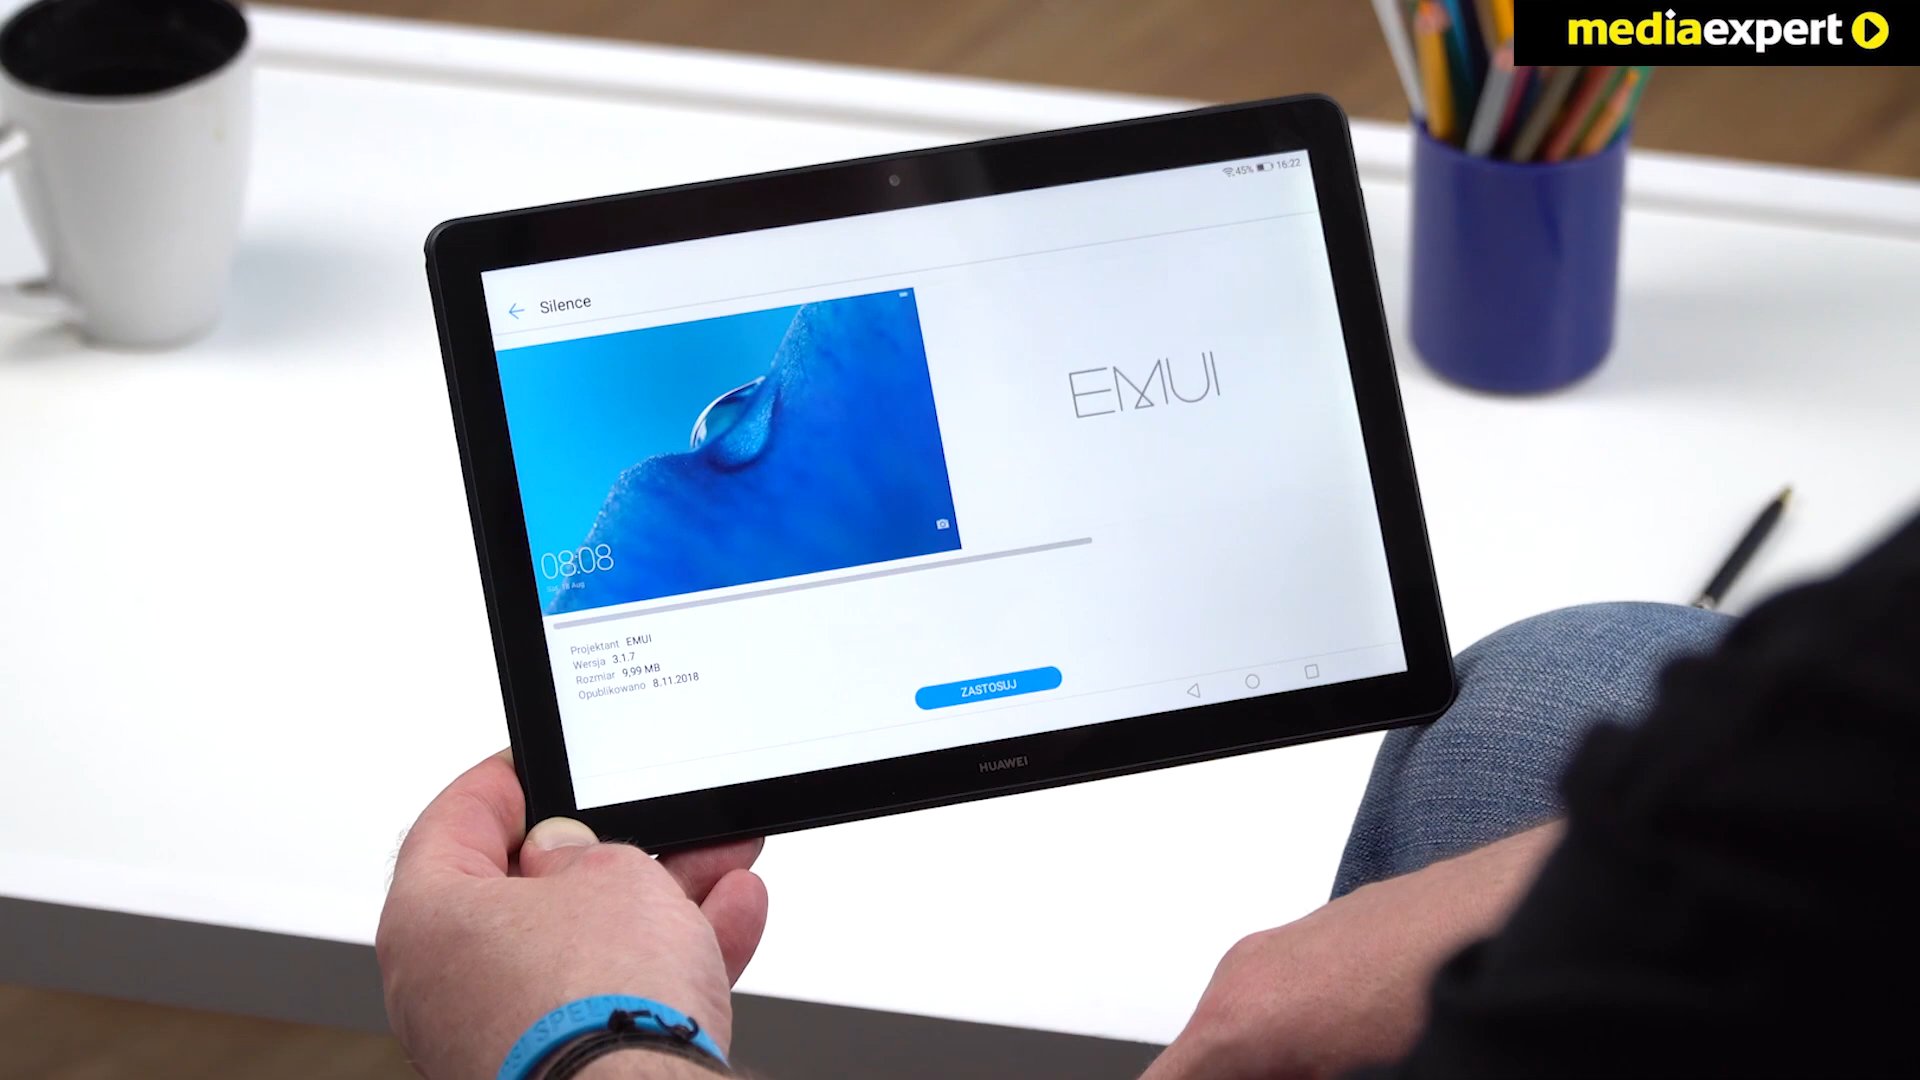 mediaexpert
45% 16:22
Silence
EMUI
08:08
Projektant EMUI
Wersja 3.1.7
Rozmiar 9,99 MB
Opublikowano 8.11.2018
ZASTOSUJ
HUAWEI